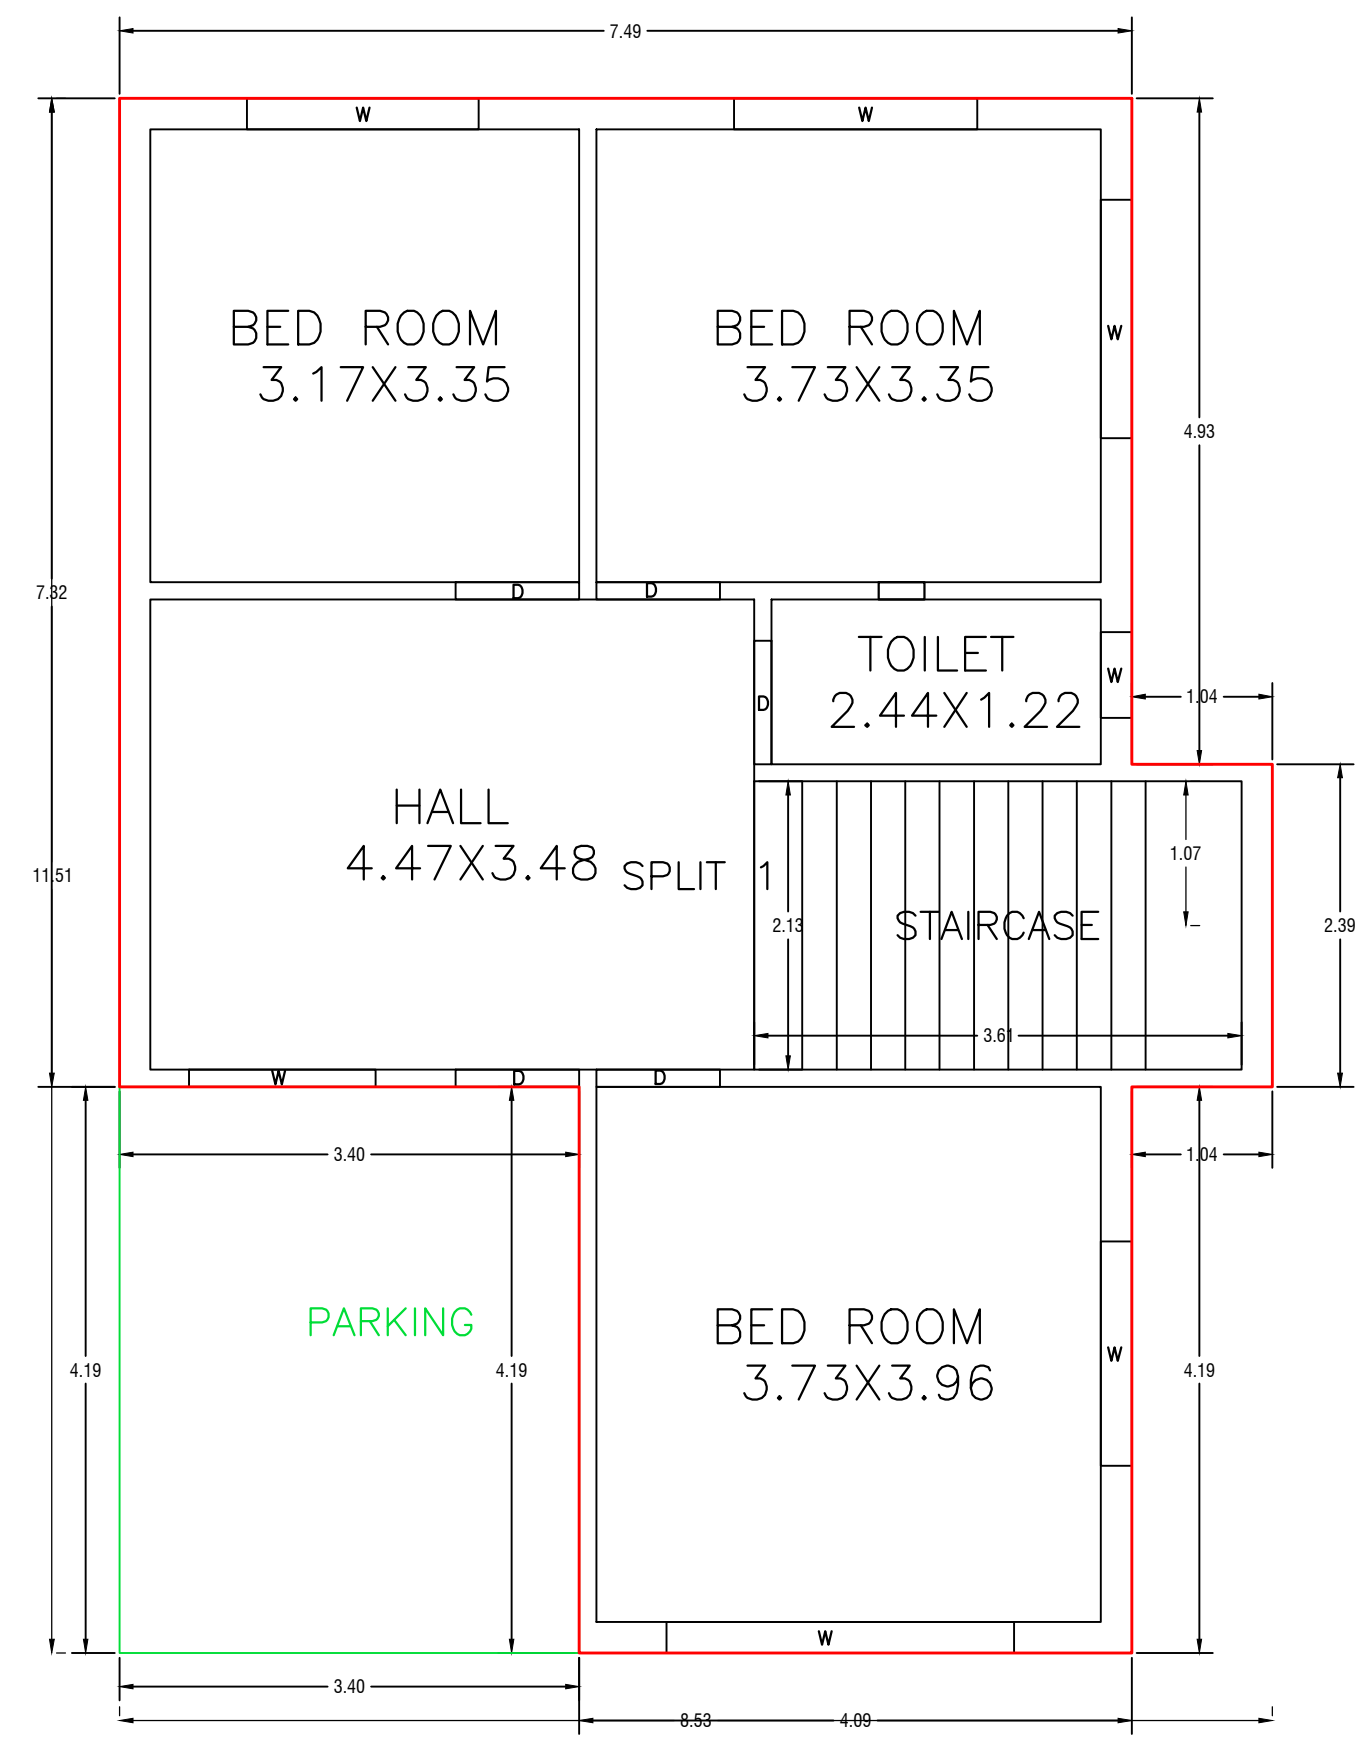 7.49
W
W
BED ROOM
3.17X3.35
BED ROOM
3.73X3.35
W
4.93
7.32
D
D
TOILET
2.44X1.22
W
D
1.04
HALL
4.47X3.48
SPLIT 1
11.51
2.13
STAIRCASE
1.07
2.39
3.61
W
D
D
3.40
1.04
PARKING
BED ROOM
3.73X3.96
W
4.19
4.19
4.19
W
3.40
8.53
4.09